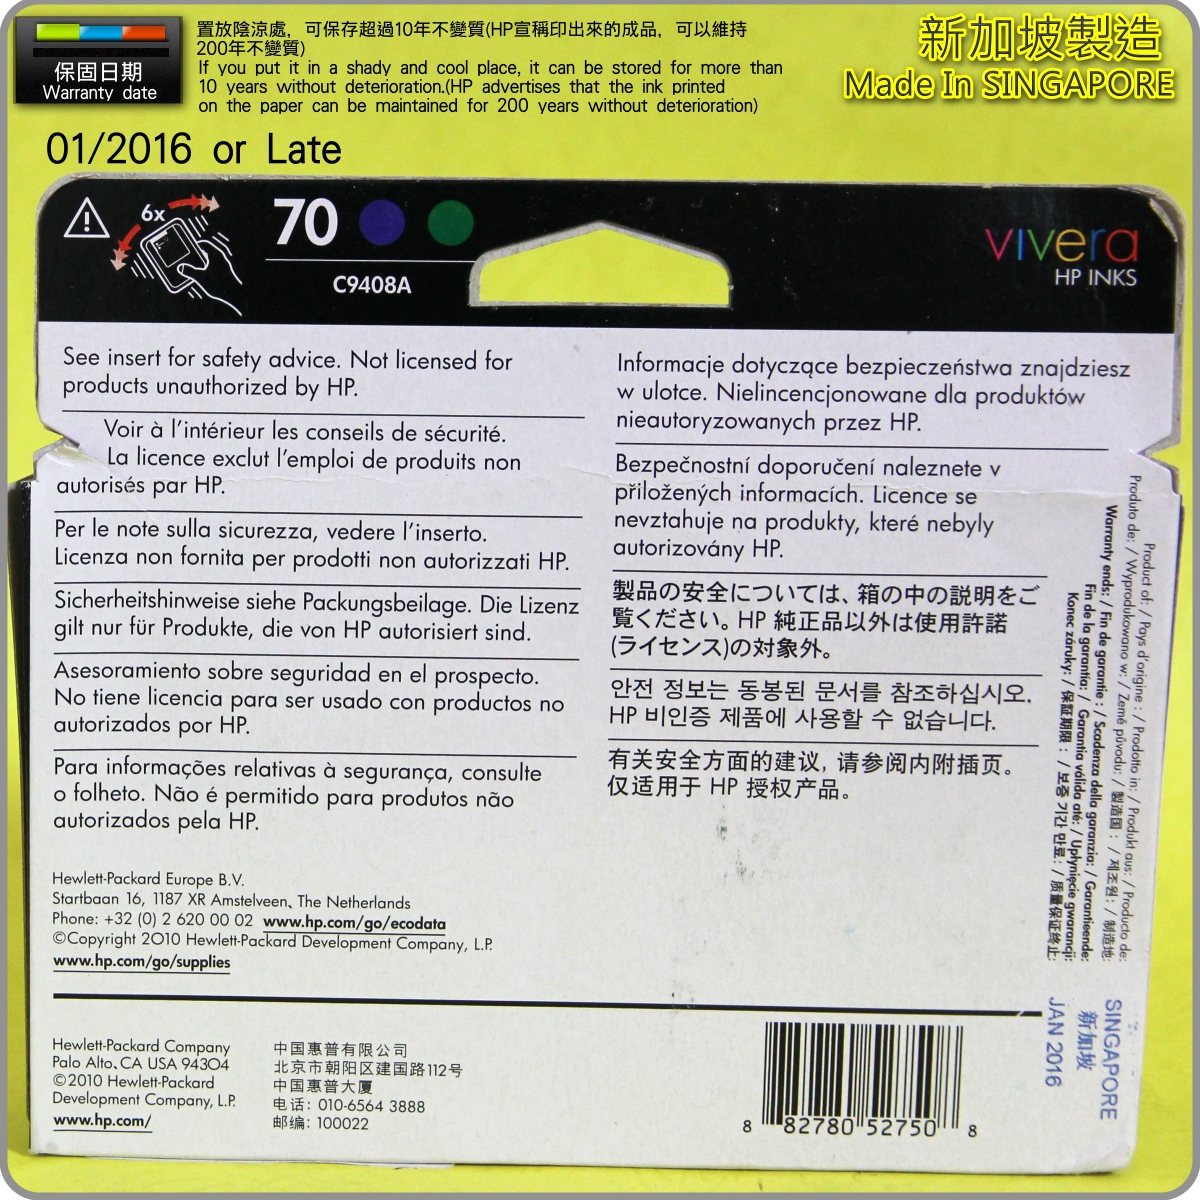 保固日期
Warranty date
置放陰涼處，可保存超過10年不變質(HP宣稱印出來的成品，可以維持
200年不變質)
If you put it in a shady and cool place, it can be stored for more than
10 years without deterioration.(HP advertises that the ink printed
on the paper can be maintained for 200 years without deterioration)
新加坡製造
Made In SINGAPORE
01/2016 or Late
6x
70
C9408A
vivera
HP INKS
See insert for safety advice. Not licensed for
products unauthorized by HP.
Voir à l'intérieur les conseils de sécurité.
La licence exclut l'emploi de produits non
autorisés par HP.
Per le note sulla sicurezza, vedere l'inserto.
Licenza non fornita per prodotti non autorizzati HP.
Sicherheitshinweise siehe Packungsbeilage. Die Lizenz
gilt nur für Produkte, die von HP autorisiert sind.
Asesoramiento sobre seguridad en el prospecto.
No tiene licencia para ser usado con productos no
autorizados por HP.
Para informações relativas à segurança, consulte
o folheto. Não é permitido para produtos não
autorizados pela HP.
Informacje dotyczące bezpieczeństwa znajdziesz
w ulotce. Nielincencjonowane dla produktów
nieautoryzowanych przez HP.
Bezpečnostní doporučení naleznete v
přiložených informacích. Licence se
nevztahuje na produkty, které nebyly
autorizovány HP.
製品の安全については、箱の中の説明をご
覧ください。HP 純正品以外は使用許諾
(ライセンス)の対象外。
안전 정보는 동봉된 문서를 참조하십시오.
HP 비인증 제품에 사용할 수 없습니다.
有关安全方面的建议, 请参阅内附插页。
仅适用于 HP 授权产品。
Product of: / Pays d'origine : / Prodotto in: / Produkt aus: / Producto de:
Produto de: / Wyprodukowano w: / Země původu: / 製造国 : / 제조원: / 制造地:
Warranty ends: / Fin de garantie : / Scadenza della garanzia: / Garantieende:
Fin de la garantía: / Garantia válida até: / Upłynięcie gwarancji:
Konec záruky: / 保証期限 : / 보증 기간 만료: / 质量保证终止:
SINGAPORE
新加坡
JAN 2016
Hewlett-Packard Europe B.V.
Startbaan 16, 1187 XR Amstelveen, The Netherlands
Phone: +32 (0) 2 620 00 02 www.hp.com/go/ecodata
©Copyright 2010 Hewlett-Packard Development Company, L.P.
www.hp.com/go/supplies
Hewlett-Packard Company
Palo Alto, CA USA 94304
©2010 Hewlett-Packard
Development Company, L.P.
www.hp.com/
中国惠普有限公司
北京市朝阳区建国路112号
中国惠普大厦
电话: 010-6564 3888
邮编: 100022
8 82780 52750 8